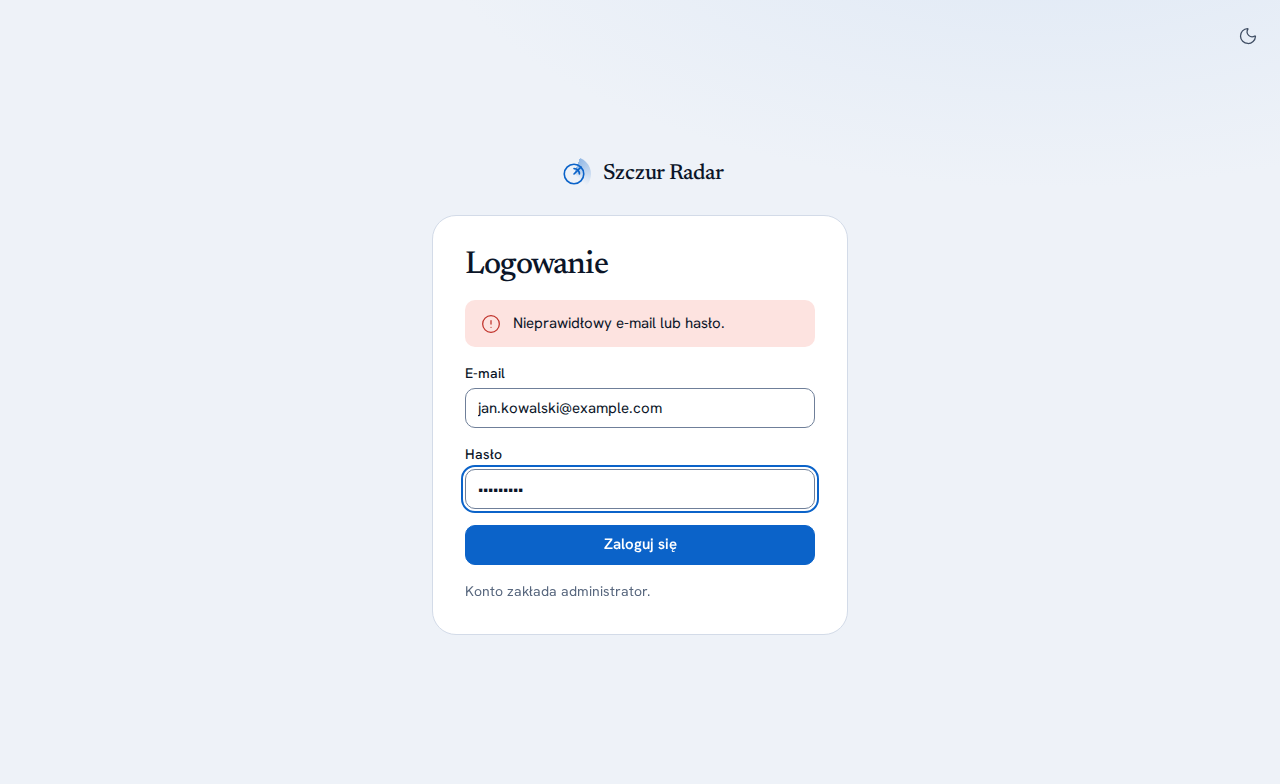 Szczur Radar
Logowanie
Nieprawidłowy e-mail lub hasło.
E-mail
jan.kowalski@example.com
Hasło
Zaloguj się
Konto zakłada administrator.